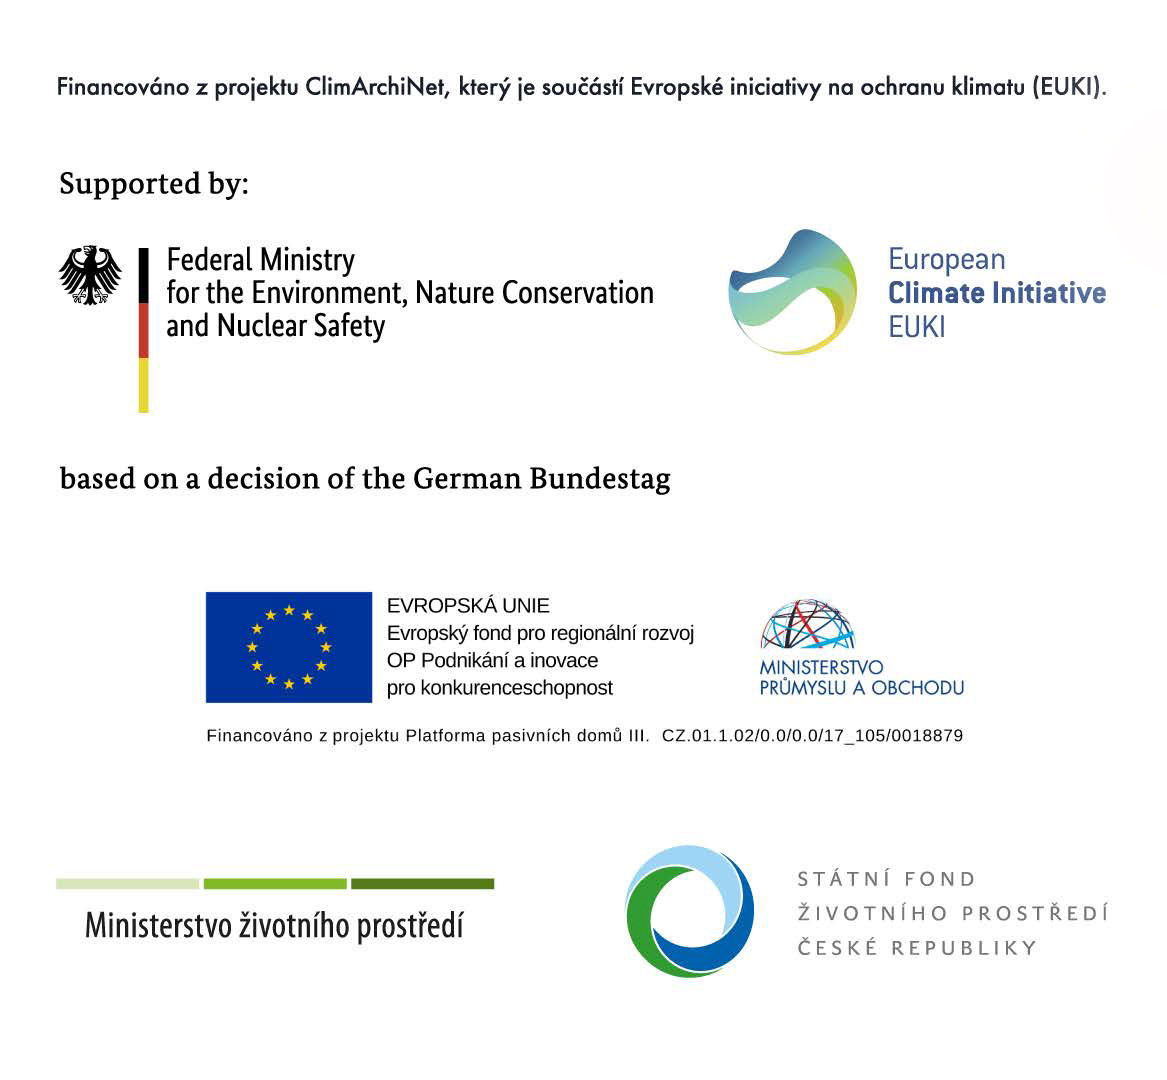 Financováno z projektu ClimArchiNet, který je součástí Evropské iniciativy na ochranu klimatu (EUKI).
Supported by:
Federal Ministry
for the Environment, Nature Conservation
and Nuclear Safety
European
Climate Initiative
EUKI
based on a decision of the German Bundestag
EVROPSKÁ UNIE
Evropský fond pro regionální rozvoj
OP Podnikání a inovace
pro konkurenceschopnost
MINISTERSTVO
PRŮMYSLU A OBCHODU
Financováno z projektu Platforma pasivních domů III. CZ.01.1.02/0.0/0.0/17_105/0018879
Ministerstvo životního prostředí
STÁTNÍ FOND
ŽIVOTNÍHO PROSTŘEDÍ
ČESKÉ REPUBLIKY